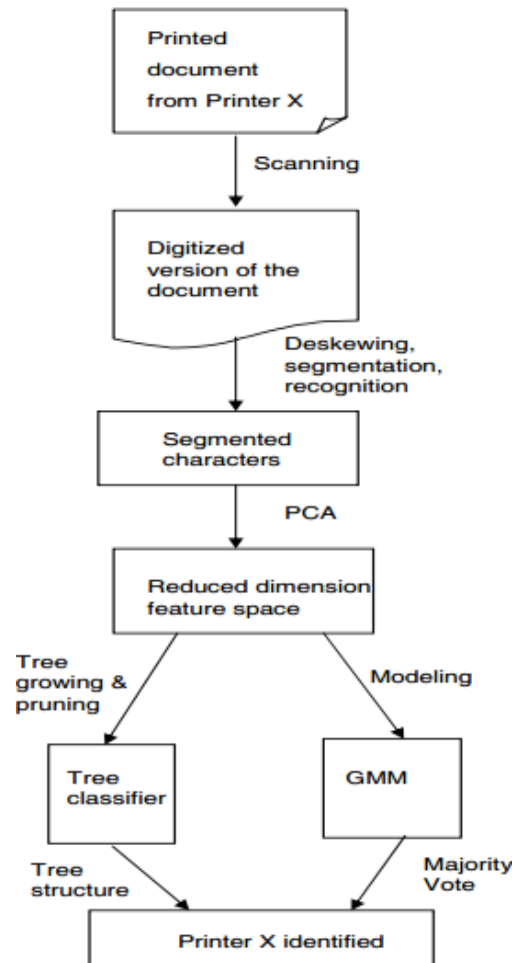 Printed
document
from Printer X
Scanning
Digitized
version of the
document
Deskewing,
segmentation,
recognition
Segmented
characters
PCA
Reduced dimension
feature space
Tree
growing &
pruning
Modeling
Tree
classifier
GMM
Tree
structure
Majority
Vote
Printer X identified